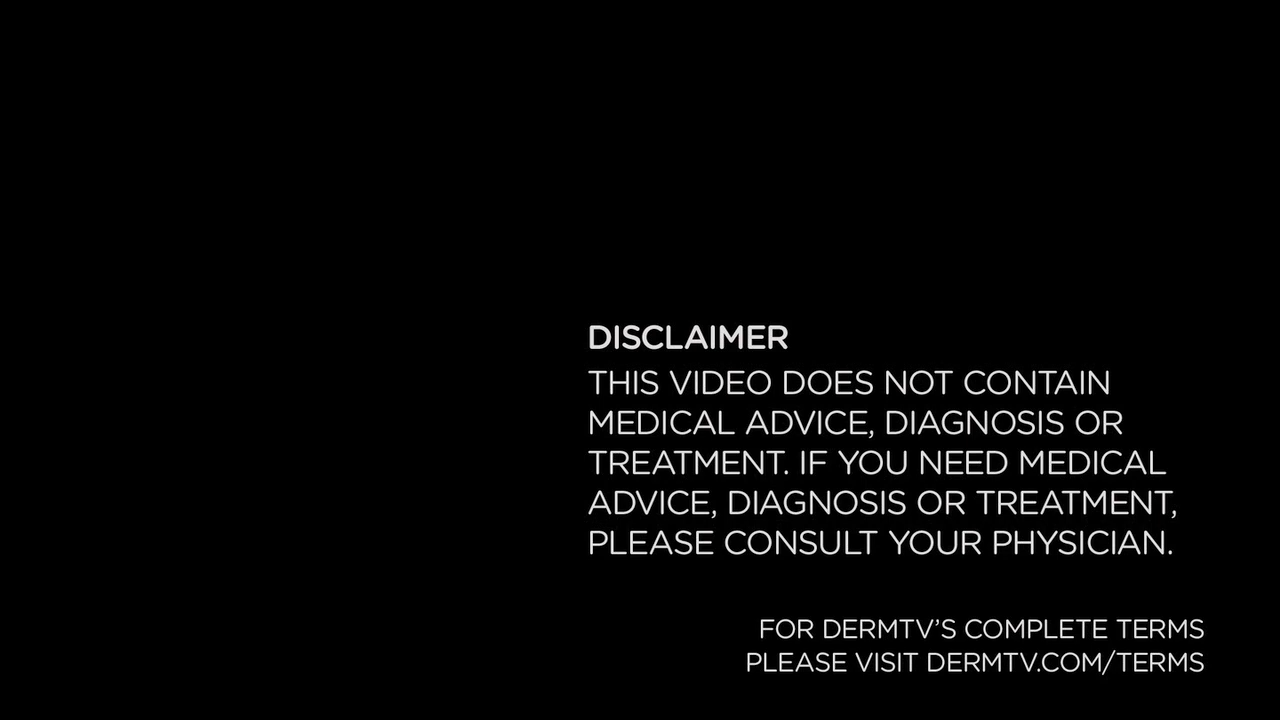 DISCLAIMER
THIS VIDEO DOES NOT CONTAIN
MEDICAL ADVICE, DIAGNOSIS OR
TREATMENT. IF YOU NEED MEDICAL
ADVICE, DIAGNOSIS OR TREATMENT,
PLEASE CONSULT YOUR PHYSICIAN.
FOR DERMTV’S COMPLETE TERMS
PLEASE VISIT DERMTV.COM/TERMS